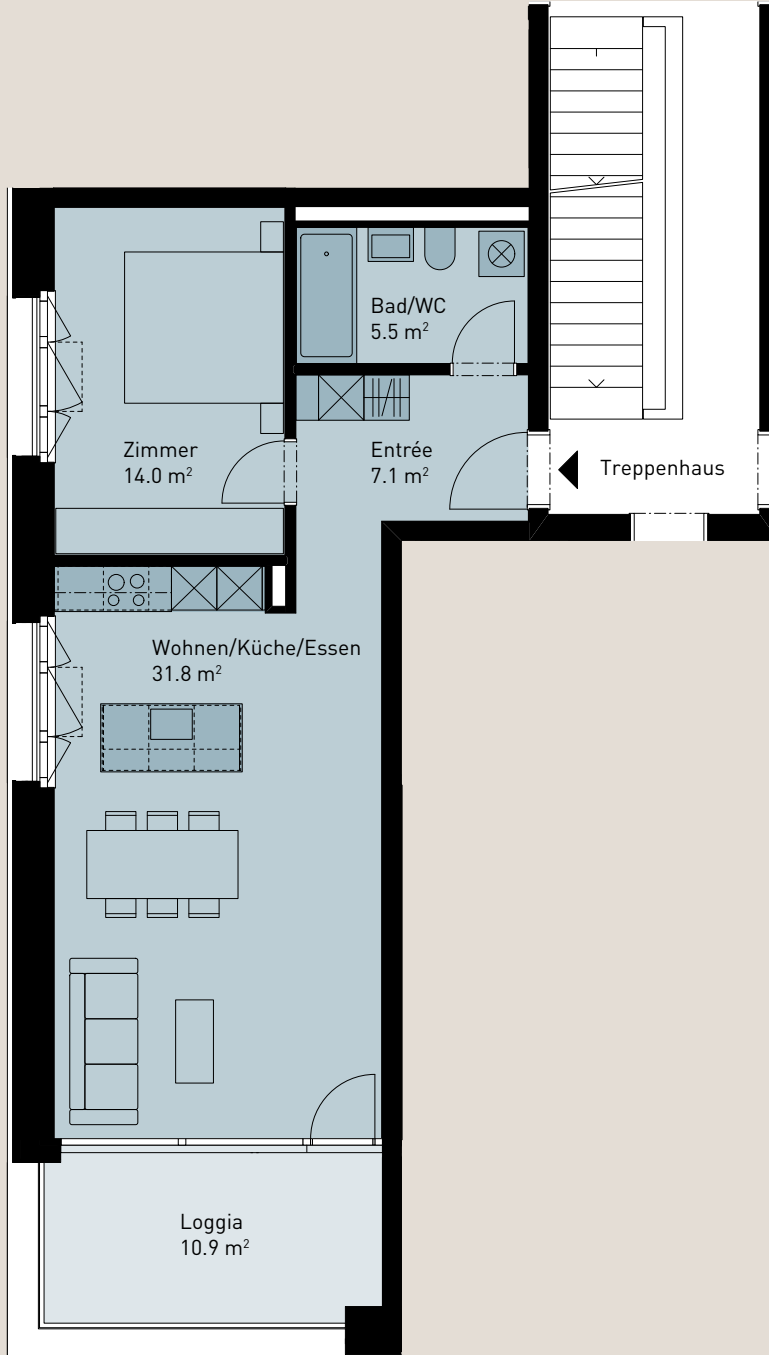 Bad/WC
5.5 m²
Zimmer
14.0 m²
Entrée
7.1 m²
Treppenhaus
Wohnen/Küche/Essen
31.8 m²
Loggia
10.9 m²